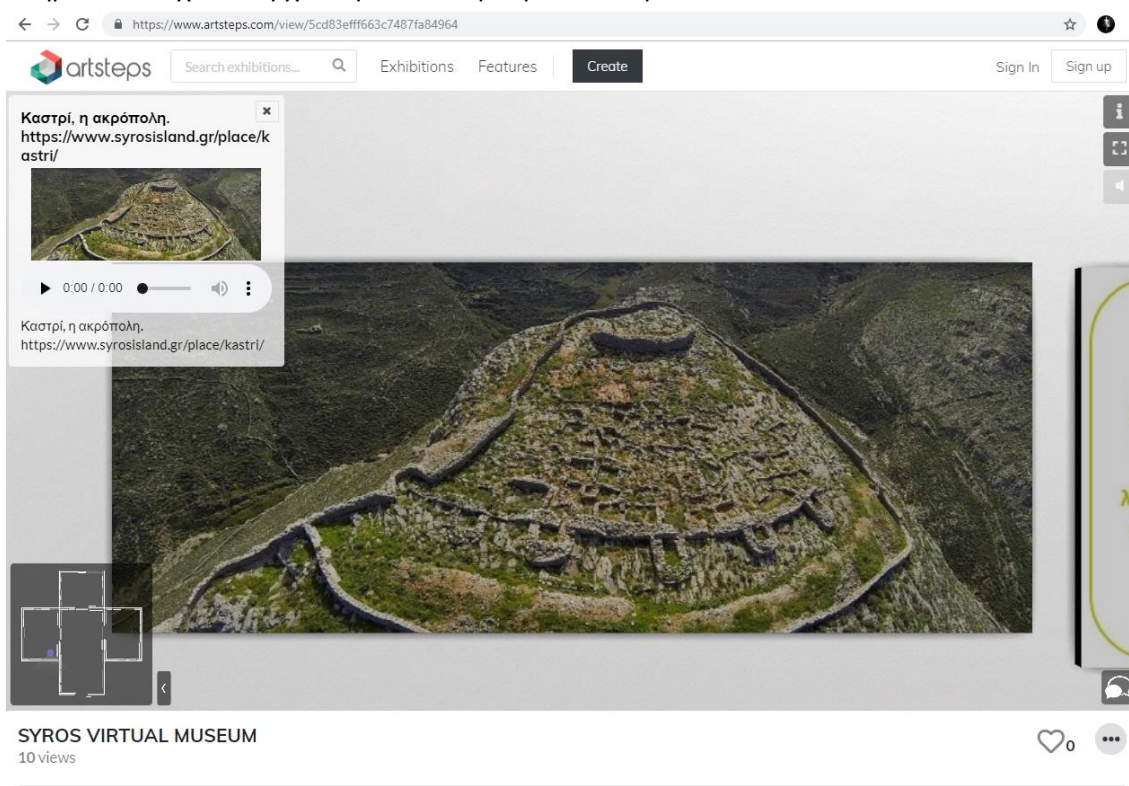 https://www.artsteps.com/view/5cd83efff663c7487fa84964
artsteps
Search exhibitions...
Exhibitions
Features
Create
Sign In
Sign up
Καστρί, η ακρόπολη.
https://www.syrosisland.gr/place/k
astri/
0:00 / 0:00
Καστρί, η ακρόπολη.
https://www.syrosisland.gr/place/kastri/
SYROS VIRTUAL MUSEUM
0
10 views